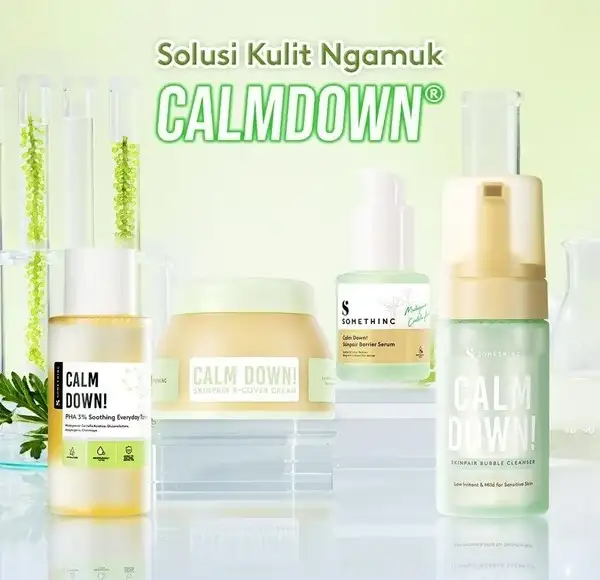 Solusi Kulit Ngamuk
CALMDOWN®
S
SOMETHINC
Calm Down!
Skinpair Barrier Serum
CALM
DOWN!
PHA 3% Soothing Everyday
CALM DOWN!
SKINPAIR R-COVER CREAM
SOMETHINC
CALM
DOWN!
SKINPAIR BUBBLE CLEANSER
Low Irritant & Mild for Sensitive Skin